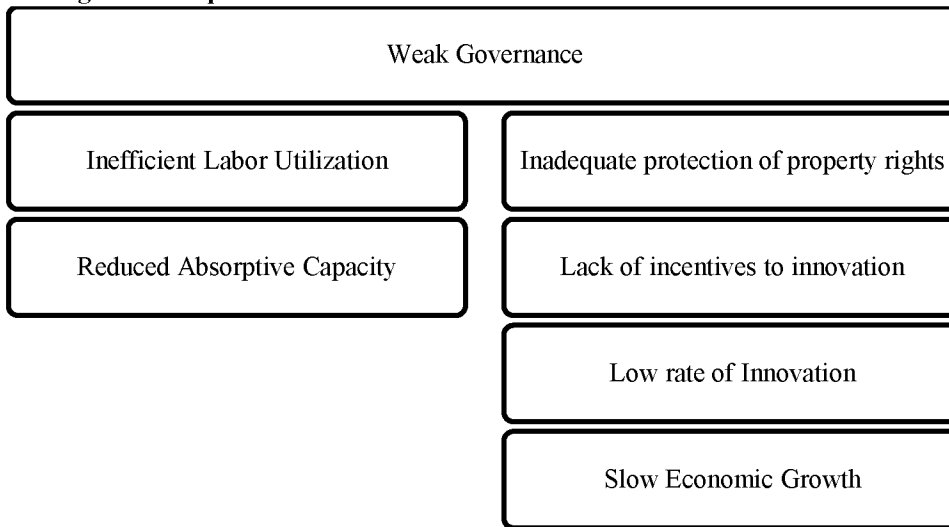 Weak Governance
Inefficient Labor Utilization
Inadequate protection of property rights
Reduced Absorptive Capacity
Lack of incentives to innovation
Low rate of Innovation
Slow Economic Growth